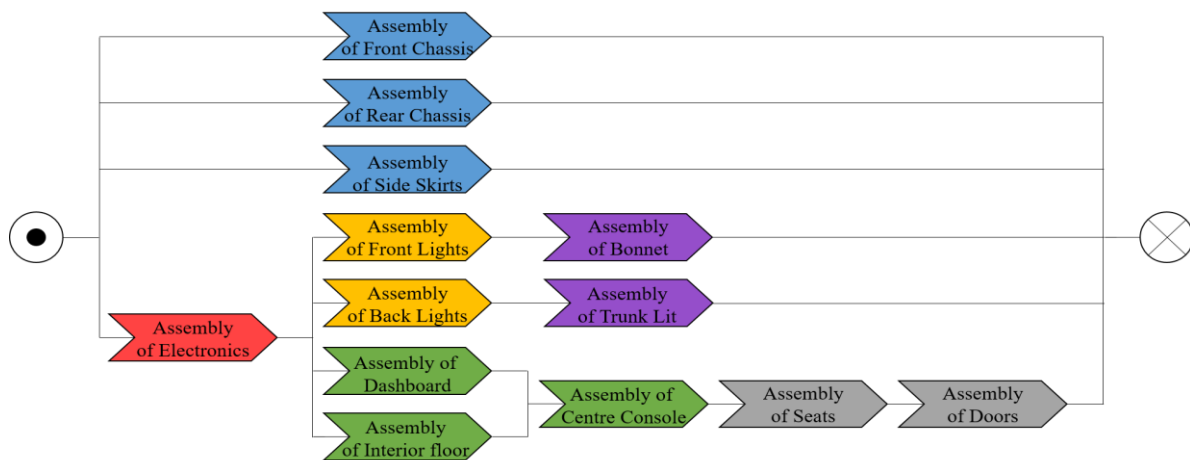 Assembly
of Front Chassis
Assembly
of Rear Chassis
Assembly
of Side Skirts
Assembly
of Front Lights
Assembly
of Bonnet
Assembly
of Back Lights
Assembly
of Trunk Lit
Assembly
of Electronics
Assembly of
Dashboard
Assembly of
Centre Console
Assembly
of Seats
Assembly
of Doors
Assembly
of Interior floor